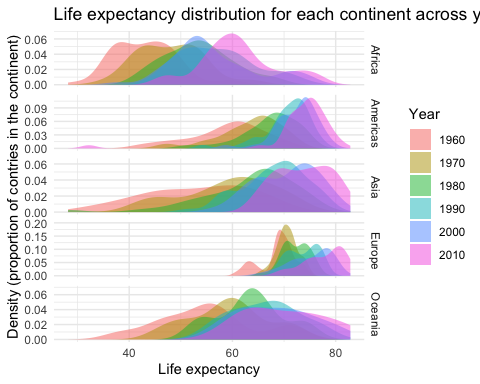 Life expectancy distribution for each continent across y
Density (proportion of contries in the continent)
0.06
0.04
0.02
0.00
Africa
0.09
0.06
0.03
0.00
Americas
0.06
0.04
0.02
0.00
Asia
0.20
0.15
0.10
0.05
0.00
Europe
0.06
0.04
0.02
0.00
Oceania
40 60 80
Life expectancy
Year
1960
1970
1980
1990
2000
2010